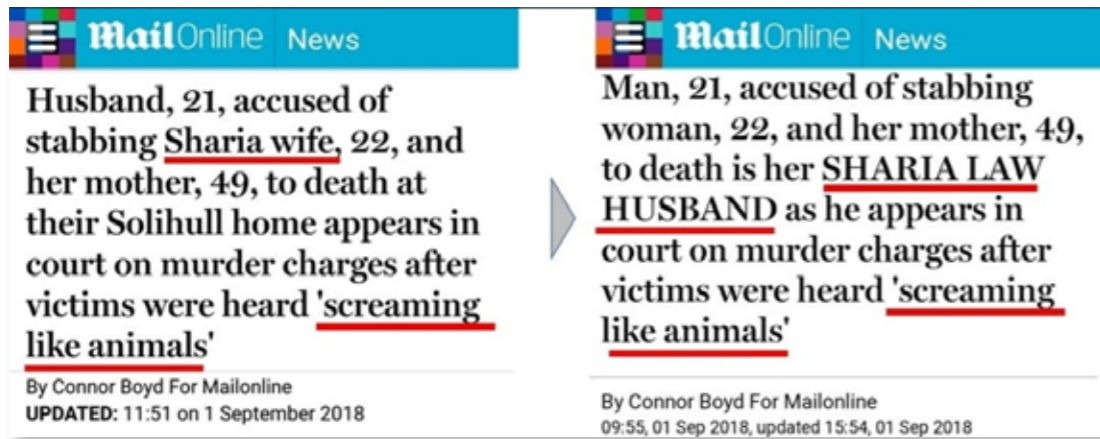 MailOnline News
Husband, 21, accused of
stabbing Sharia wife, 22, and
her mother, 49, to death at
their Solihull home appears in
court on murder charges after
victims were heard 'screaming
like animals'
By Connor Boyd For Mailonline
UPDATED: 11:51 on 1 September 2018
MailOnline News
Man, 21, accused of stabbing
woman, 22, and her mother, 49,
to death is her SHARIA LAW
HUSBAND as he appears in
court on murder charges after
victims were heard 'screaming
like animals'
By Connor Boyd For Mailonline
09:55, 01 Sep 2018, updated 15:54, 01 Sep 2018